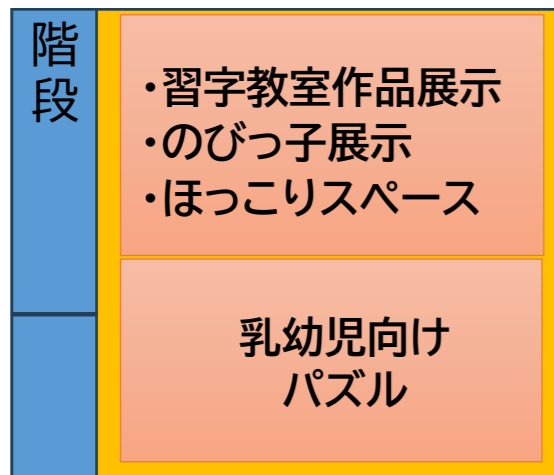 階段
・習字教室作品展示
・のびっ子展示
・ほっこりスペース
乳幼児向け
パズル